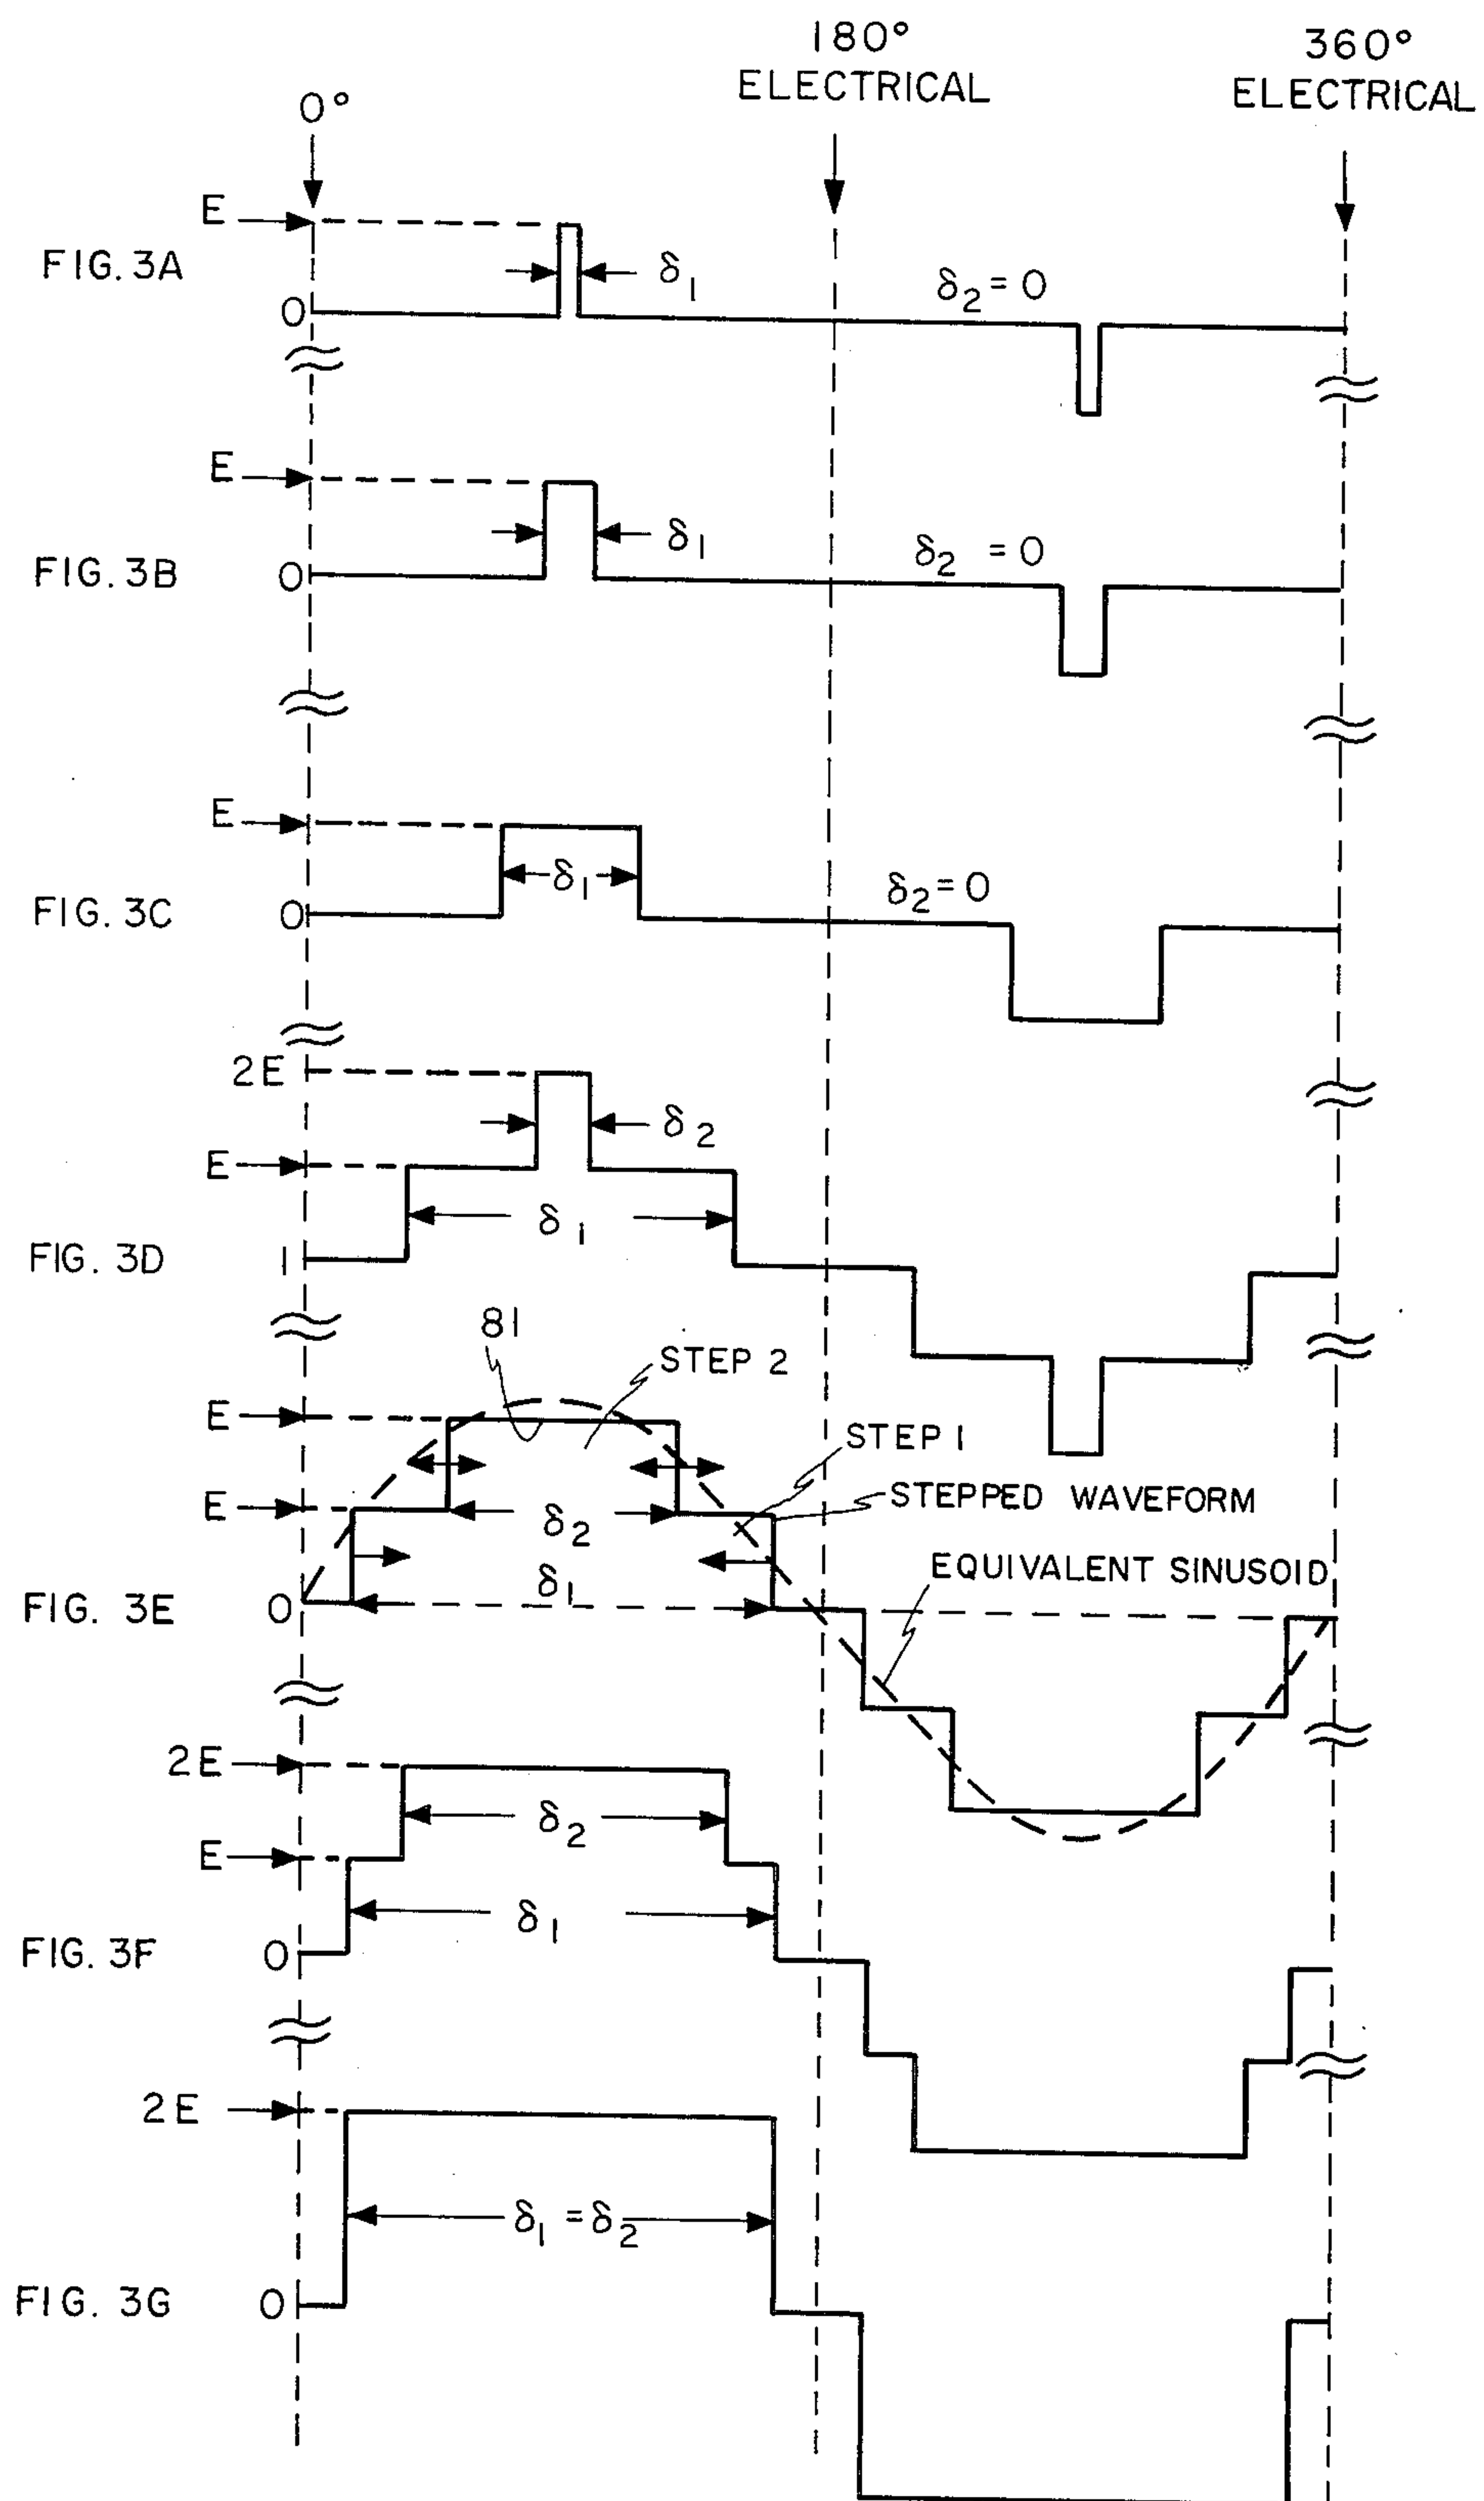 0°
180°
ELECTRICAL
360°
ELECTRICAL
E
FIG. 3A
0
δ1
δ2 = 0
E
FIG. 3B
0
δ1
δ2 = 0
E
FIG. 3C
0
δ1
δ2 = 0
2E
E
δ2
δ1
FIG. 3D
1
81
STEP 2
E
STEP 1
E
STEPPED WAVEFORM
δ2
EQUIVALENT SINUSOID
δ1
FIG. 3E
0
2E
δ2
E
δ1
FIG. 3F
0
2E
δ1 = δ2
FIG. 3G
0